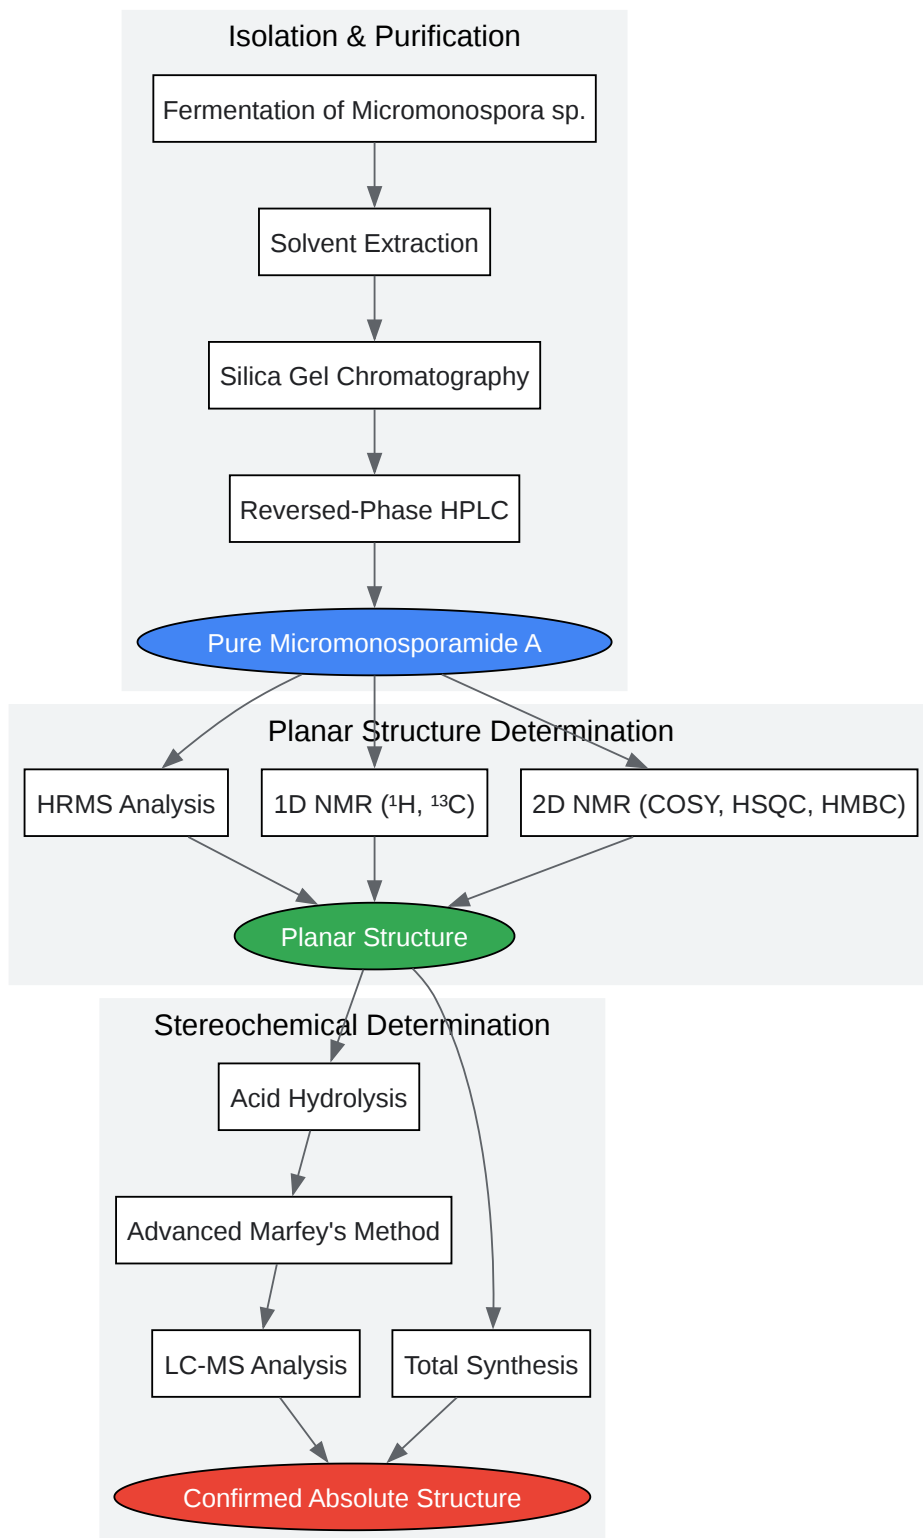 Isolation & Purification
Fermentation of Micromonospora sp.
Solvent Extraction
Silica Gel Chromatography
Reversed-Phase HPLC
Pure Micromonosporamide A
Planar Structure Determination
HRMS Analysis
1D NMR (¹H, ¹³C)
2D NMR (COSY, HSQC, HMBC)
Planar Structure
Stereochemical Determination
Acid Hydrolysis
Advanced Marfey's Method
LC-MS Analysis
Total Synthesis
Confirmed Absolute Structure